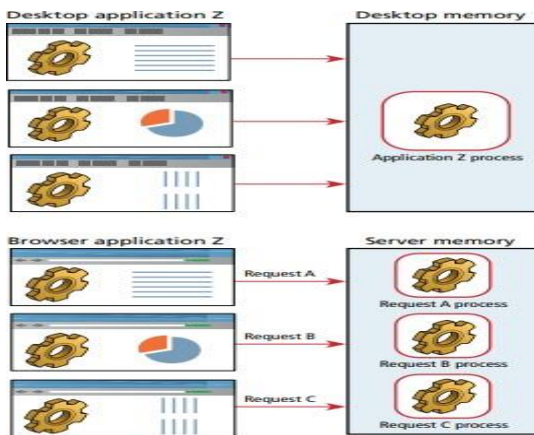 Desktop application Z
Desktop memory
Application Z process
Browser application Z
Server memory
Request A
Request A process
Request B
Request B process
Request C
Request C process